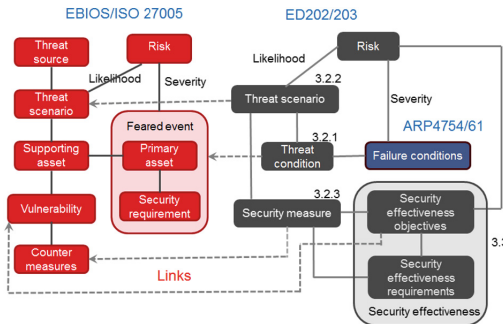 EBIOS/ISO 27005
ED202/203
Threat
source
Risk
Risk
Likelihood
Severity
Likelihood
3.2.2
Severity
Threat scenario
Threat
scenario
Feared event
3.2.1
ARP4754/61
Supporting
asset
Primary
asset
Threat
condition
Failure conditions
3.2.3
Vulnerability
Security
requirement
Security measure
Security
effectiveness
objectives
Counter
measures
Links
Security
effectiveness
requirements
Security effectiveness